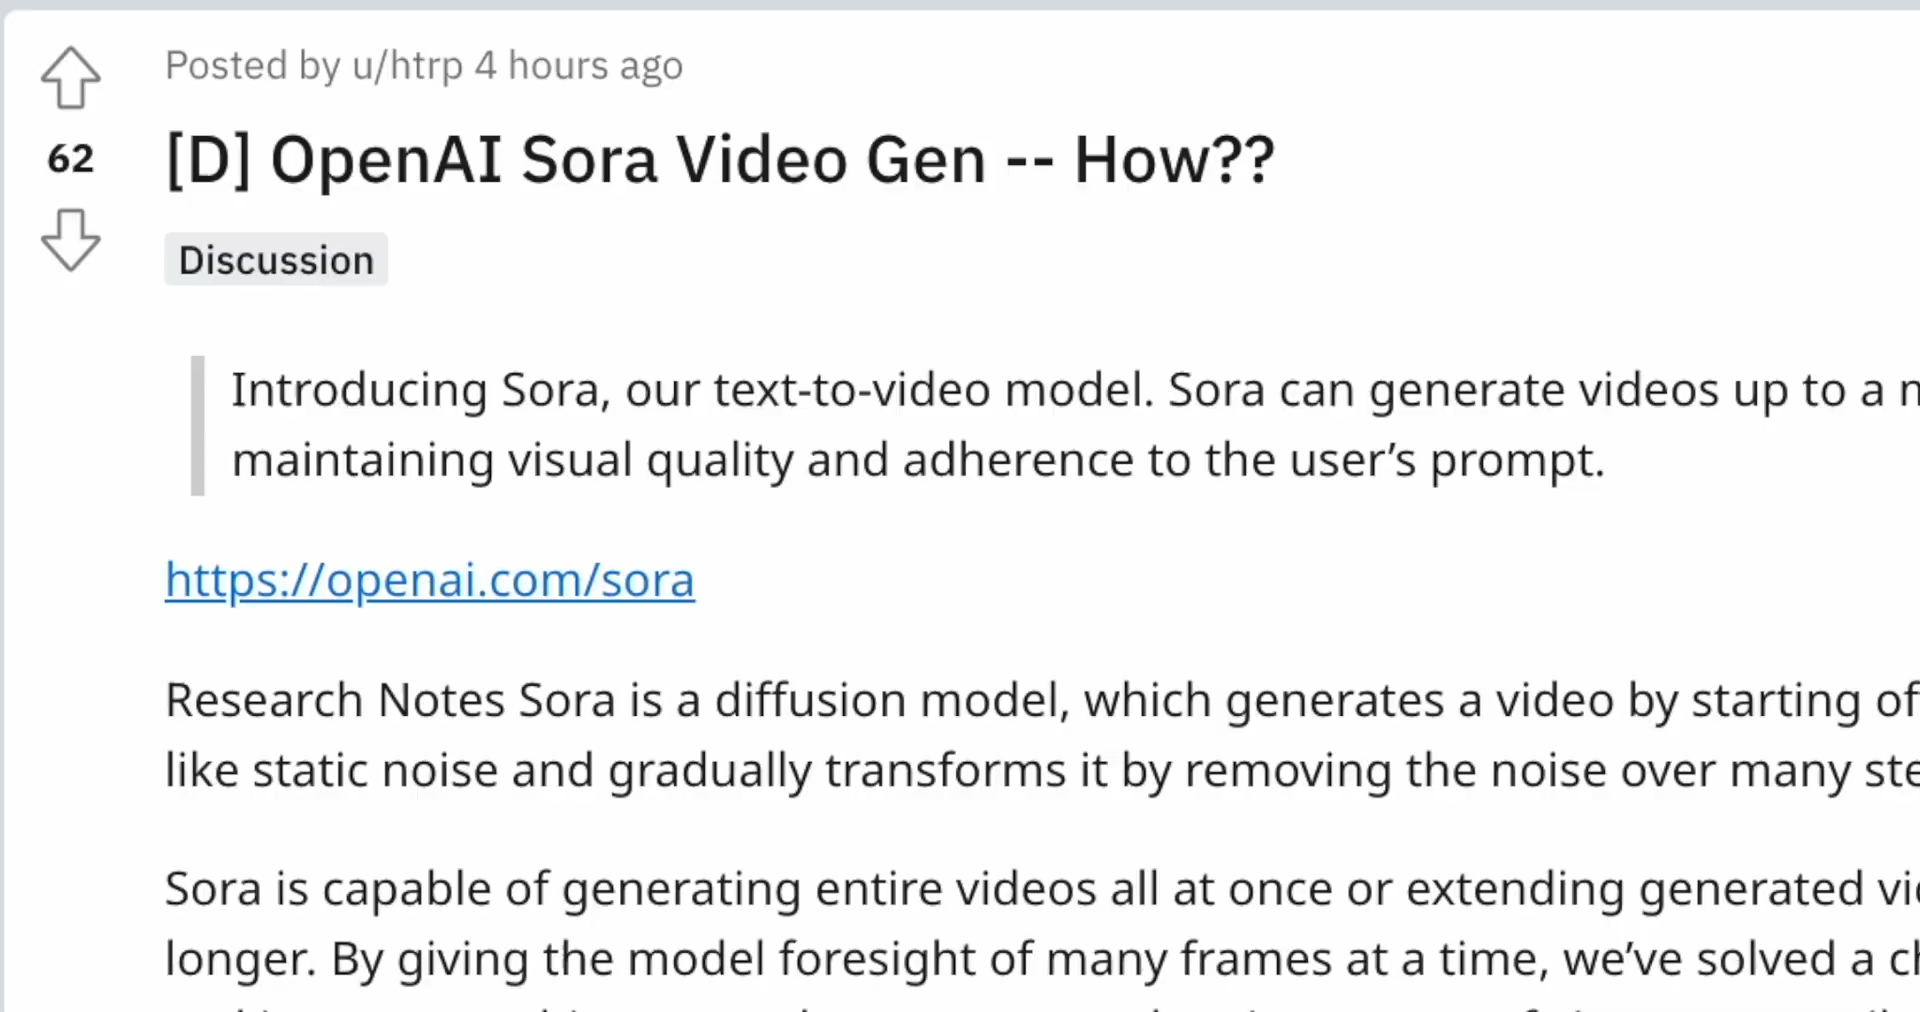 Posted by u/htrp 4 hours ago
62
[D] OpenAI Sora Video Gen -- How??
Discussion
Introducing Sora, our text-to-video model. Sora can generate videos up to a
maintaining visual quality and adherence to the user’s prompt.
https://openai.com/sora
Research Notes Sora is a diffusion model, which generates a video by starting
like static noise and gradually transforms it by removing the noise over many
Sora is capable of generating entire videos all at once or extending generated
longer. By giving the model foresight of many frames at a time, we’ve solved a